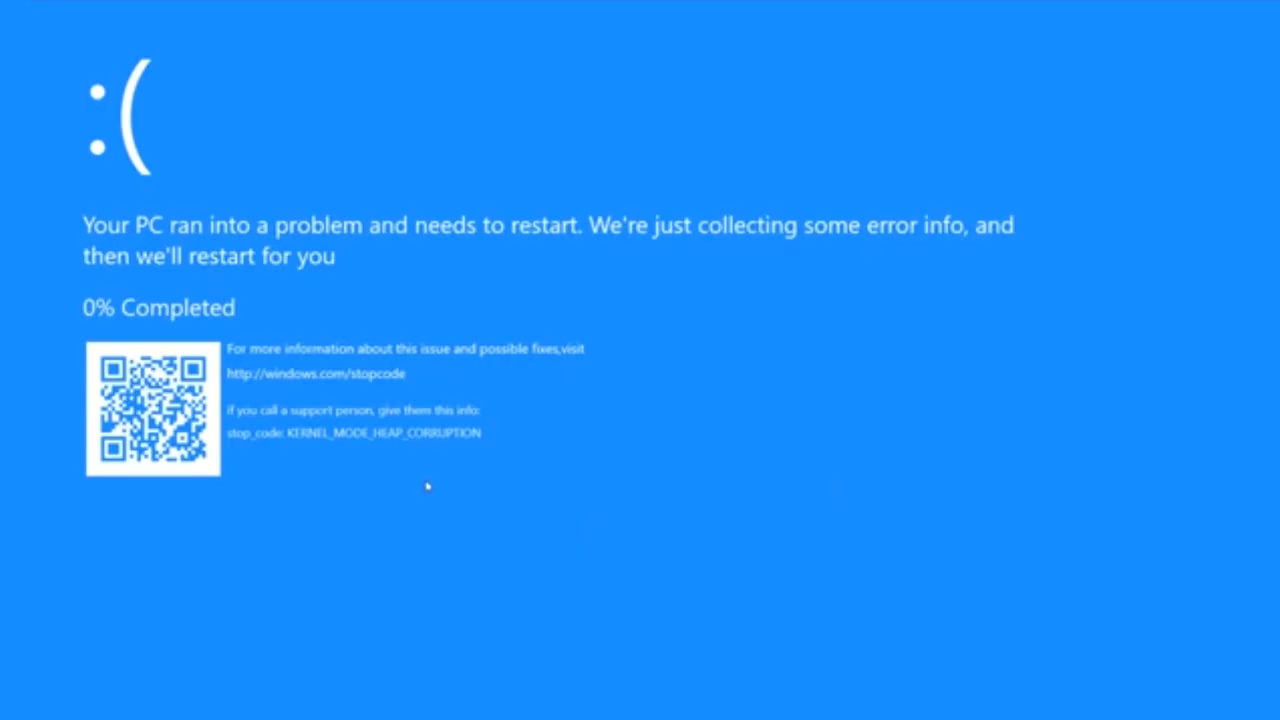 :(
Your PC ran into a problem and needs to restart. We're just collecting some error info, and
then we'll restart for you
0% Completed
For more information about this issue and possible fixes,visit
http://windows.com/stopcode
if you call a support person, give them this info:
stop_code: KERNEL_MODE_HEAP_CORRUPTION